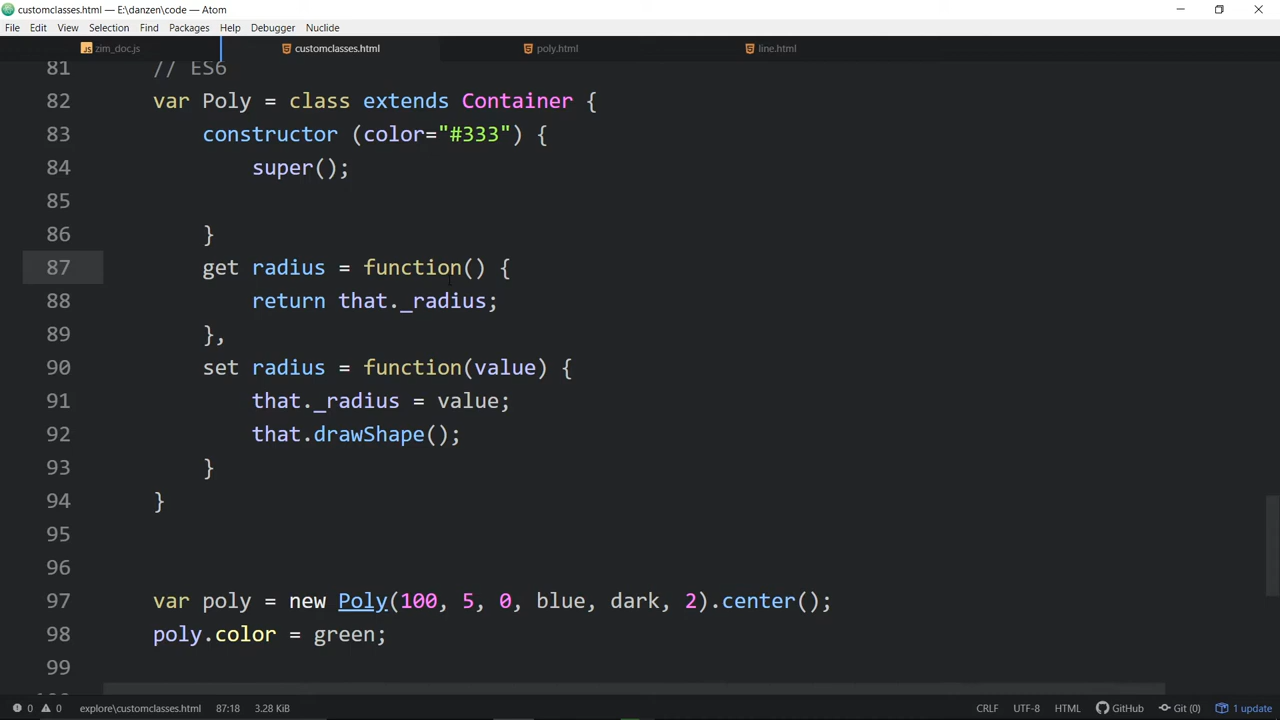 customclasses.html — E:\danzen\code — Atom
File Edit View Selection Find Packages Help Debugger Nuclide
JS zim_doc.js customclasses.html poly.html line.html
81 // ES6
82 var Poly = class extends Container {
83 constructor (color="#333") {
84 super();
85
86 }
87 get radius = function() {
88 return that._radius;
89 },
90 set radius = function(value) {
91 that._radius = value;
92 that.drawShape();
93 }
94 }
95
96
97 var poly = new Poly(100, 5, 0, blue, dark, 2).center();
98 poly.color = green;
99
0 0 explore\customclasses.html 87:18 3.28 KiB CRLF UTF-8 HTML GitHub Git (0) 1 update